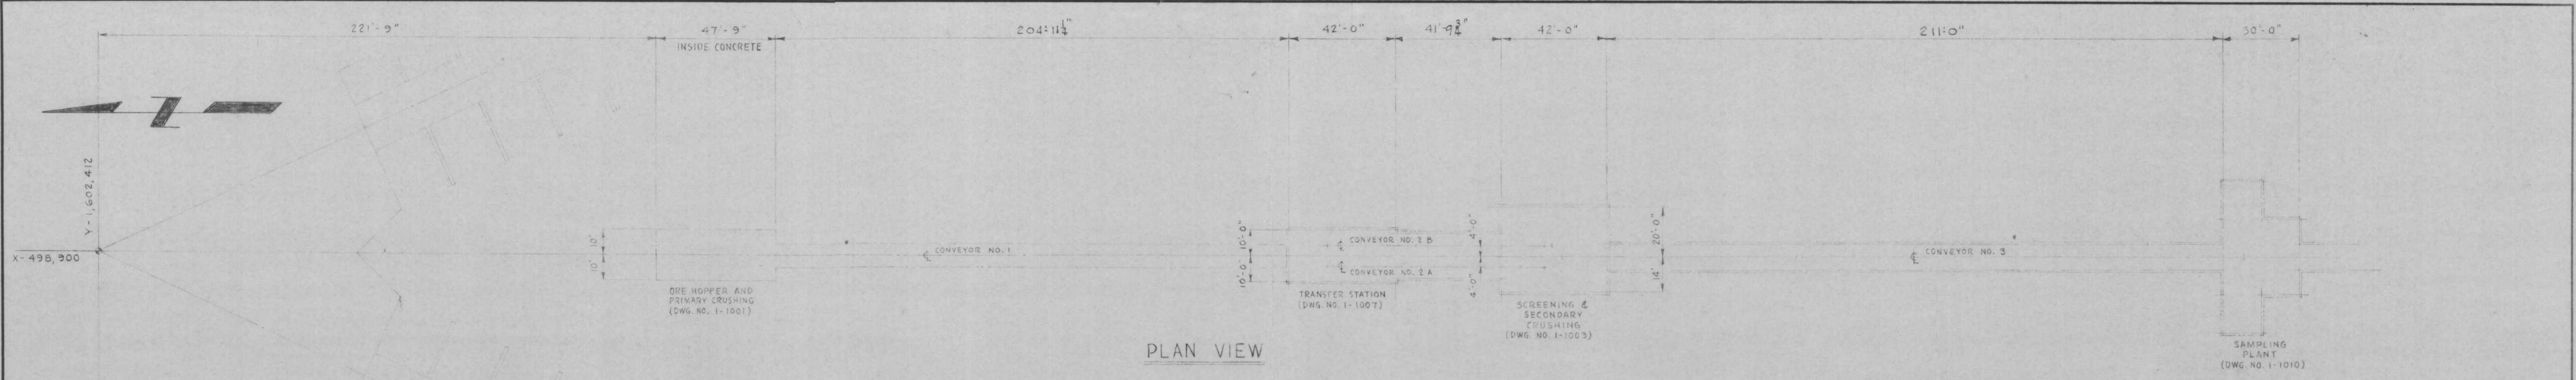 221'-9"
47'-9"
INSIDE CONCRETE
204'-11 1/4"
42'-0"
41'-9 3/4"
42'-0"
211'-0"
30'-0"
Y-1,602,412
X-498,900
10'
10'
CONVEYOR NO. 1
10'-0"
10'-0"
CONVEYOR NO. 2 B
CONVEYOR NO. 2 A
4'-0"
4'-0"
20'-0"
14'
CONVEYOR NO. 3
ORE HOPPER AND
PRIMARY CRUSHING
(DWG. NO. 1-1001)
TRANSFER STATION
(DWG. NO. 1-1007)
SCREENING &
SECONDARY
CRUSHING
(DWG. NO. 1-1003)
SAMPLING
PLANT
(DWG. NO. 1-1010)
PLAN VIEW